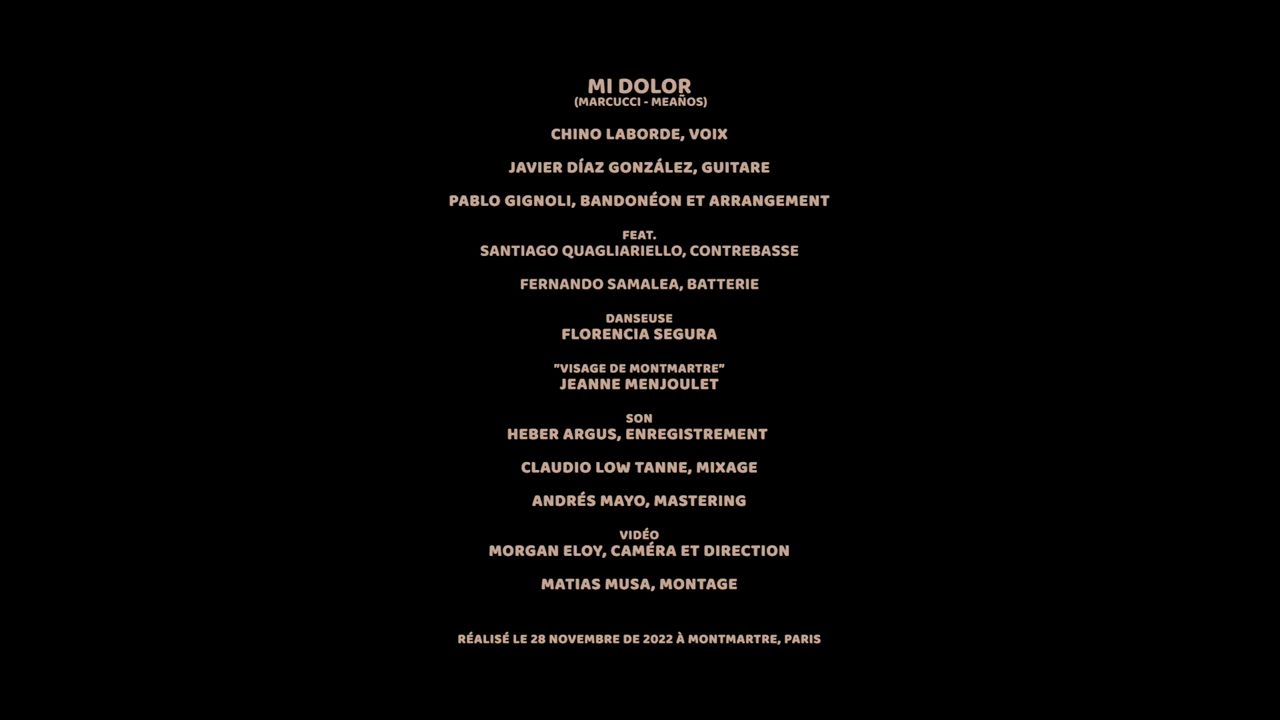 MI DOLOR
(MARCUCCI - MEAÑOS)
CHINO LABORDE, VOIX
JAVIER DÍAZ GONZÁLEZ, GUITARE
PABLO GIGNOLI, BANDONÉON ET ARRANGEMENT
FEAT.
SANTIAGO QUAGLIARIELLO, CONTREBASSE
FERNANDO SAMALEA, BATTERIE
DANSEUSE
FLORENCIA SEGURA
"VISAGE DE MONTMARTRE"
JEANNE MENJOULET
SON
HEBER ARGUS, ENREGISTREMENT
CLAUDIO LOW TANNE, MIXAGE
ANDRÉS MAYO, MASTERING
VIDÉO
MORGAN ELOY, CAMÉRA ET DIRECTION
MATIAS MUSA, MONTAGE
RÉALISÉ LE 28 NOVEMBRE DE 2022 À MONTMARTRE, PARIS